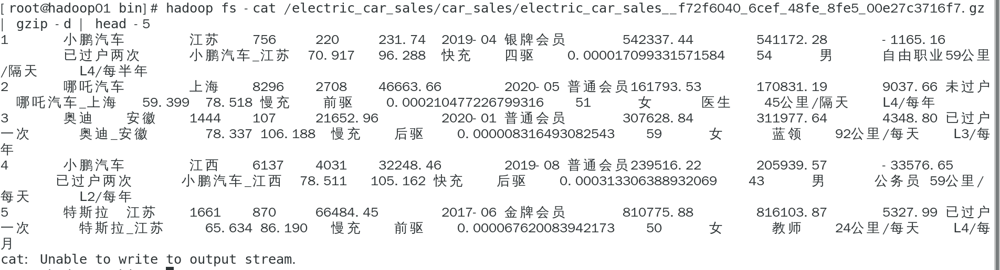 [root@hadoop01 bin]# hadoop fs -cat /electric_car_sales/car_sales/electric_car_sales__f72f6040_6cef_48fe_8fe5_00e27c3716f7.gz
| gzip -d | head -5
1 小鹏汽车 江苏 756 220 231.74 2019-04 银牌会员 542337.44 541172.28 -1165.16
已过户两次 小鹏汽车_江苏 70.917 96.288 快充 四驱 0.000017099331571584 54 男 自由职业 59公里
/隔天 L4/每半年
2 哪吒汽车 上海 8296 2708 46663.66 2020-05 普通会员 161793.53 170831.19 9037.66 未过户
哪吒汽车_上海 59.399 78.518 慢充 前驱 0.000210477226799316 51 女 医生 45公里/隔天 L4/每年
3 奥迪 安徽 1444 107 21652.96 2020-01 普通会员 307628.84 311977.64 4348.80 已过户
一次 奥迪_安徽 78.337 106.188 慢充 后驱 0.000008316493082543 59 女 蓝领 92公里/每天 L3/每
年
4 小鹏汽车 江西 6137 4031 32248.46 2019-08 普通会员 239516.22 205939.57 -33576.65
已过户两次 小鹏汽车_江西 78.511 105.162 快充 后驱 0.000313306388932069 43 男 公务员 59公里/
每天 L2/每年
5 特斯拉 江苏 1661 870 66484.45 2017-06 金牌会员 810775.88 816103.87 5327.99 已过户
一次 特斯拉_江苏 65.634 86.190 慢充 前驱 0.000067620083942173 50 女 教师 24公里/每天 L4/每
月
cat: Unable to write to output stream.